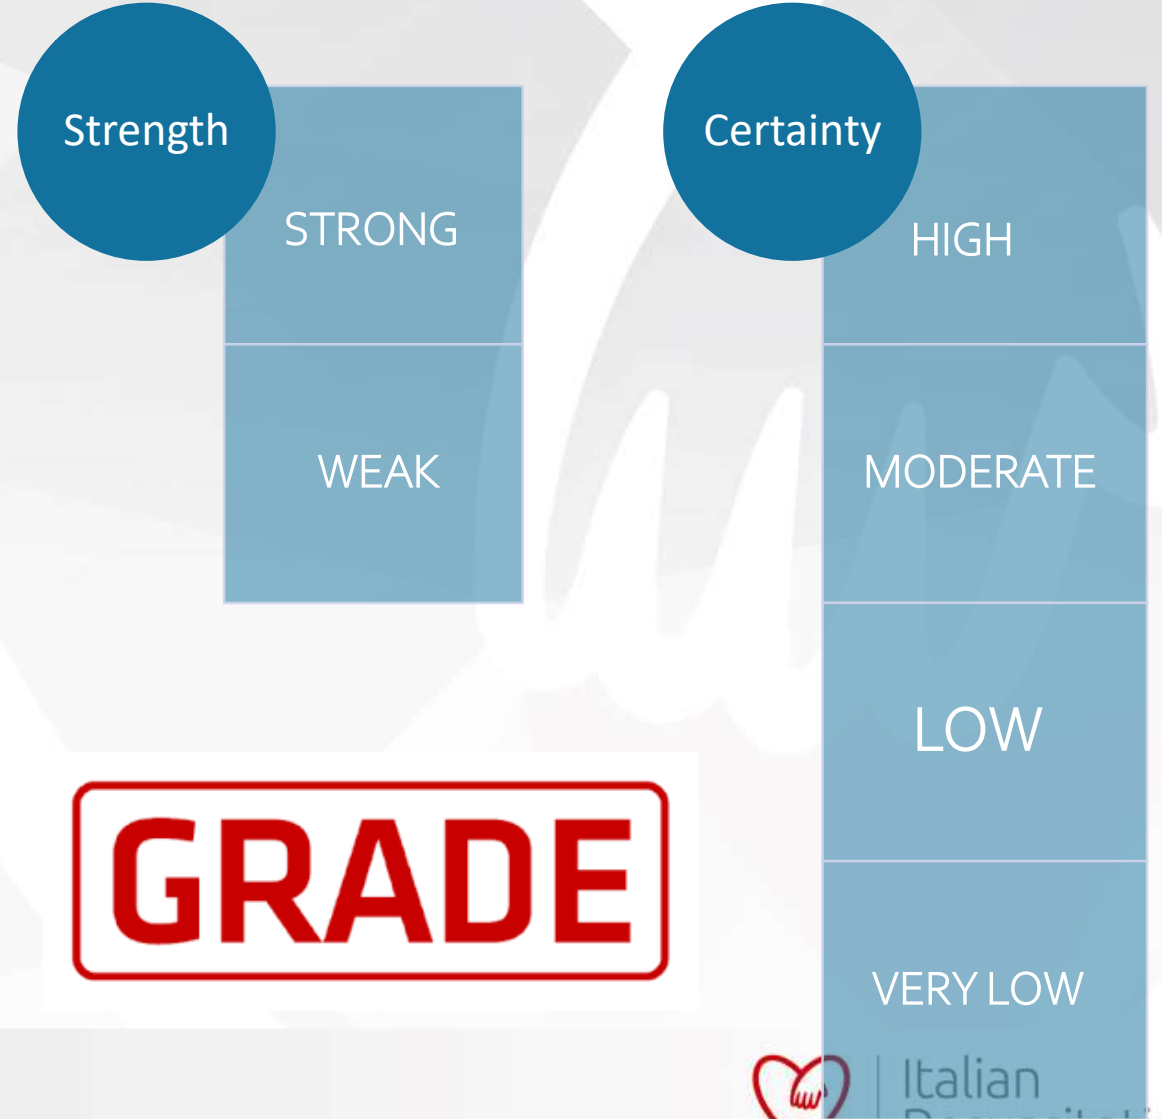 Strength
STRONG
WEAK
Certainty
HIGH
MODERATE
LOW
VERY LOW
GRADE
Italian